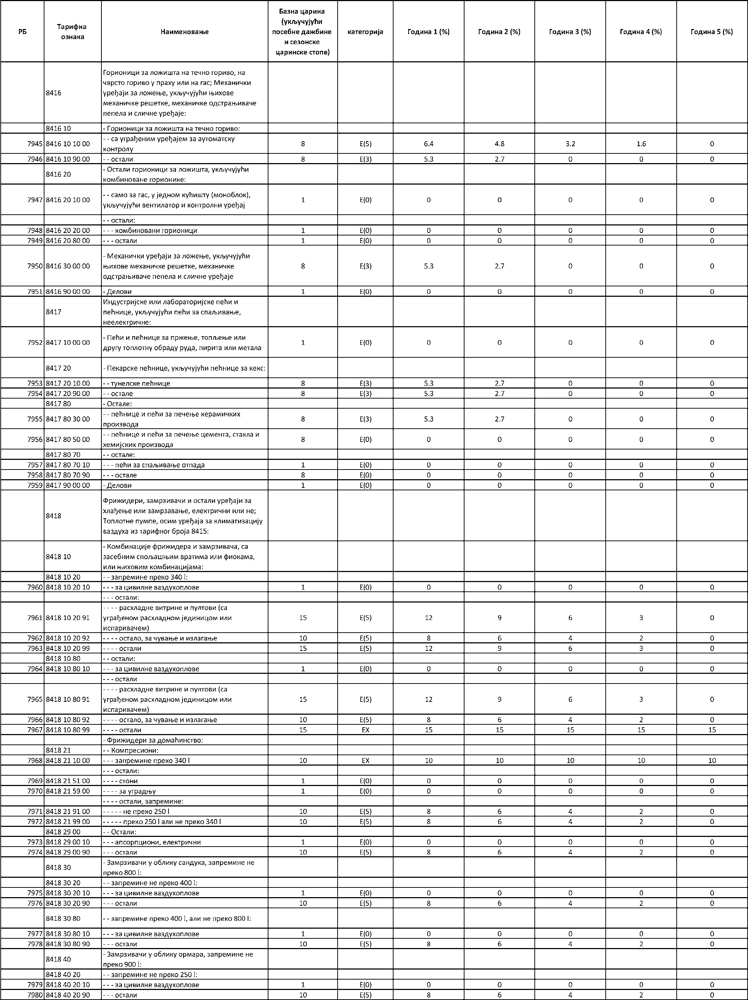 РБ Тарифна ознака Наименовање Базна царина (укључујући посебне дажбине и сезонске царинске стопе) категорија Година 1 (%) Година 2 (%) Година 3 (%) Година 4 (%) Година 5 (%)
8416 Горионици за ложишта на течно гориво, на
чврсто гориво у праху или на гас; Механички
уређаји за ложење, укључујући њихове
механичке решетке, механичке одстрањиваче
пепела и сличне уређаје:
8416 10 - Горионици за ложишта на течно гориво:
7945 8416 10 10 00 - - са уграђеним уређајем за аутоматску
контролу 8 E(5) 6.4 4.8 3.2 1.6 0
7946 8416 10 90 00 - - остали 8 E(3) 5.3 2.7 0 0 0
8416 20 - Остали горионици за ложишта, укључујући
комбиноване горионике:
7947 8416 20 10 00 - - само за гас, у једном кућишту (моноблок),
укључујући вентилатор и контролни уређај 1 E(0) 0 0 0 0 0
- - остали:
7948 8416 20 20 00 - - - комбиновани горионици 1 E(0) 0 0 0 0 0
7949 8416 20 80 00 - - - остали 1 E(0) 0 0 0 0 0
7950 8416 30 00 00 - Механички уређаји за ложење, укључујући
њихове механичке решетке, механичке
одстрањиваче пепела и сличне уређаје 8 E(3) 5.3 2.7 0 0 0
7951 8416 90 00 00 - Делови 1 E(0) 0 0 0 0 0
8417 Индустријске или лабораторијске пећи и
пећнице, укључујући пећи за спаљивање,
неелектричне:
7952 8417 10 00 00 - Пећи и пећнице за пржење, топљење или
другу топлотну обраду руда, пирита или метала 1 E(0) 0 0 0 0 0
8417 20 - Пекарске пећнице, укључујући пећнице за кекс:
7953 8417 20 10 00 - - тунелске пећнице 8 E(3) 5.3 2.7 0 0 0
7954 8417 20 90 00 - - остале 8 E(3) 5.3 2.7 0 0 0
8417 80 - Остале:
7955 8417 80 30 00 - - пећнице и пећи за печење керамичких
производа 8 E(3) 5.3 2.7 0 0 0
7956 8417 80 50 00 - - пећнице и пећи за печење цемента, стакла и
хемијских производа 8 E(0) 0 0 0 0 0
8417 80 70 - - остале:
7957 8417 80 70 10 - - - пећи за спаљивање отпада 1 E(0) 0 0 0 0 0
7958 8417 80 70 90 - - - остале 8 E(0) 0 0 0 0 0
7959 8417 90 00 00 - Делови 1 E(0) 0 0 0 0 0
8418 Фрижидери, замрзивачи и остали уређаји за
хлађење или замрзавање, електрични или не;
Топлотне пумпе, осим уређаја за климатизацију
ваздуха из тарифног броја 8415:
8418 10 - Комбинације фрижидера и замрзивача, са
засебним спољашњим вратима или фиокама,
или њиховим комбинацијама:
8418 10 20 - - запремине преко 340 l:
7960 8418 10 20 10 - - - за цивилне ваздухоплове 1 E(0) 0 0 0 0 0
- - - остали:
7961 8418 10 20 91 - - - - расхладне витрине и пултови (са
уграђеном расхладном јединицом или
испаривачем) 15 E(5) 12 9 6 3 0
7962 8418 10 20 92 - - - - остало, за чување и излагање 10 E(5) 8 6 4 2 0
7963 8418 10 20 99 - - - - остали 15 E(5) 12 9 6 3 0
8418 10 80 - - остали:
7964 8418 10 80 10 - - - за цивилне ваздухоплове 1 E(0) 0 0 0 0 0
- - - остали
7965 8418 10 80 91 - - - - расхладне витрине и пултови (са
уграђеном расхладном јединицом или
испаривачем) 15 E(5) 12 9 6 3 0
7966 8418 10 80 92 - - - - остало, за чување и излагање 10 E(5) 8 6 4 2 0
7967 8418 10 80 99 - - - - остали 15 EX 15 15 15 15 15
- Фрижидери за домаћинство:
8418 21 - - Компресиони:
7968 8418 21 10 00 - - - запремине преко 340 l 10 EX 10 10 10 10 10
- - - остали:
7969 8418 21 51 00 - - - - стони 1 E(0) 0 0 0 0 0
7970 8418 21 59 00 - - - - за уградњу 1 E(0) 0 0 0 0 0
- - - - остали, запремине:
7971 8418 21 91 00 - - - - - не преко 250 l 10 E(5) 8 6 4 2 0
7972 8418 21 99 00 - - - - - преко 250 l али не преко 340 l 10 E(5) 8 6 4 2 0
8418 29 00 - - Остали:
7973 8418 29 00 10 - - - апсорпциони, електрични 1 E(0) 0 0 0 0 0
7974 8418 29 00 90 - - - остали 10 E(5) 8 6 4 2 0
8418 30 - Замрзивачи у облику сандука, запремине не
преко 800 l:
8418 30 20 - - запремине не преко 400 l:
7975 8418 30 20 10 - - - за цивилне ваздухоплове 1 E(0) 0 0 0 0 0
7976 8418 30 20 90 - - - остали 10 E(5) 8 6 4 2 0
8418 30 80 - - запремине преко 400 l, али не преко 800 l:
7977 8418 30 80 10 - - - за цивилне ваздухоплове 1 E(0) 0 0 0 0 0
7978 8418 30 80 90 - - - остали 10 E(5) 8 6 4 2 0
8418 40 - Замрзивачи у облику ормара, запремине не
преко 900 l:
8418 40 20 - - запремине не преко 250 l:
7979 8418 40 20 10 - - - за цивилне ваздухоплове 1 E(0) 0 0 0 0 0
7980 8418 40 20 90 - - - остали 10 E(5) 8 6 4 2 0